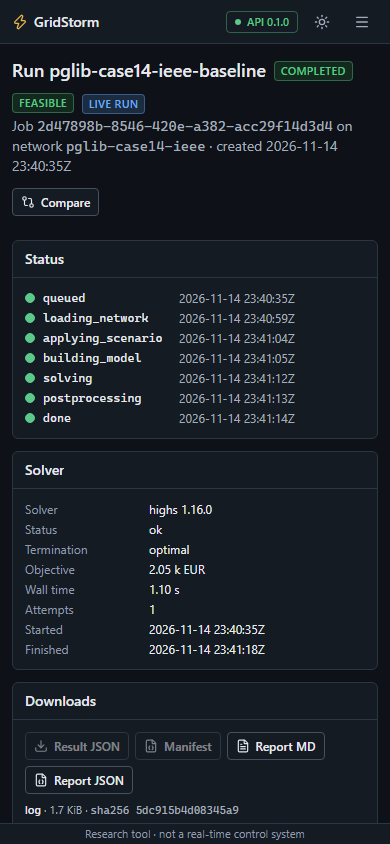 GridStorm
API 0.1.0
Run pglib-case14-ieee-baseline
COMPLETED
FEASIBLE
LIVE RUN
Job 2d47898b-8546-420e-a382-acc29f14d3d4 on
network pglib-case14-ieee · created 2026-11-14
23:40:35Z
Compare
Status
queued 2026-11-14 23:40:35Z
loading_network 2026-11-14 23:40:59Z
applying_scenario 2026-11-14 23:41:04Z
building_model 2026-11-14 23:41:05Z
solving 2026-11-14 23:41:12Z
postprocessing 2026-11-14 23:41:13Z
done 2026-11-14 23:41:14Z
Solver
Solver highs 1.16.0
Status ok
Termination optimal
Objective 2.05 k EUR
Wall time 1.10 s
Attempts 1
Started 2026-11-14 23:40:35Z
Finished 2026-11-14 23:41:18Z
Downloads
Result JSON
Manifest
Report MD
Report JSON
log · 1.7 KiB · sha256 5dc915b4d08345a9
Research tool · not a real-time control system